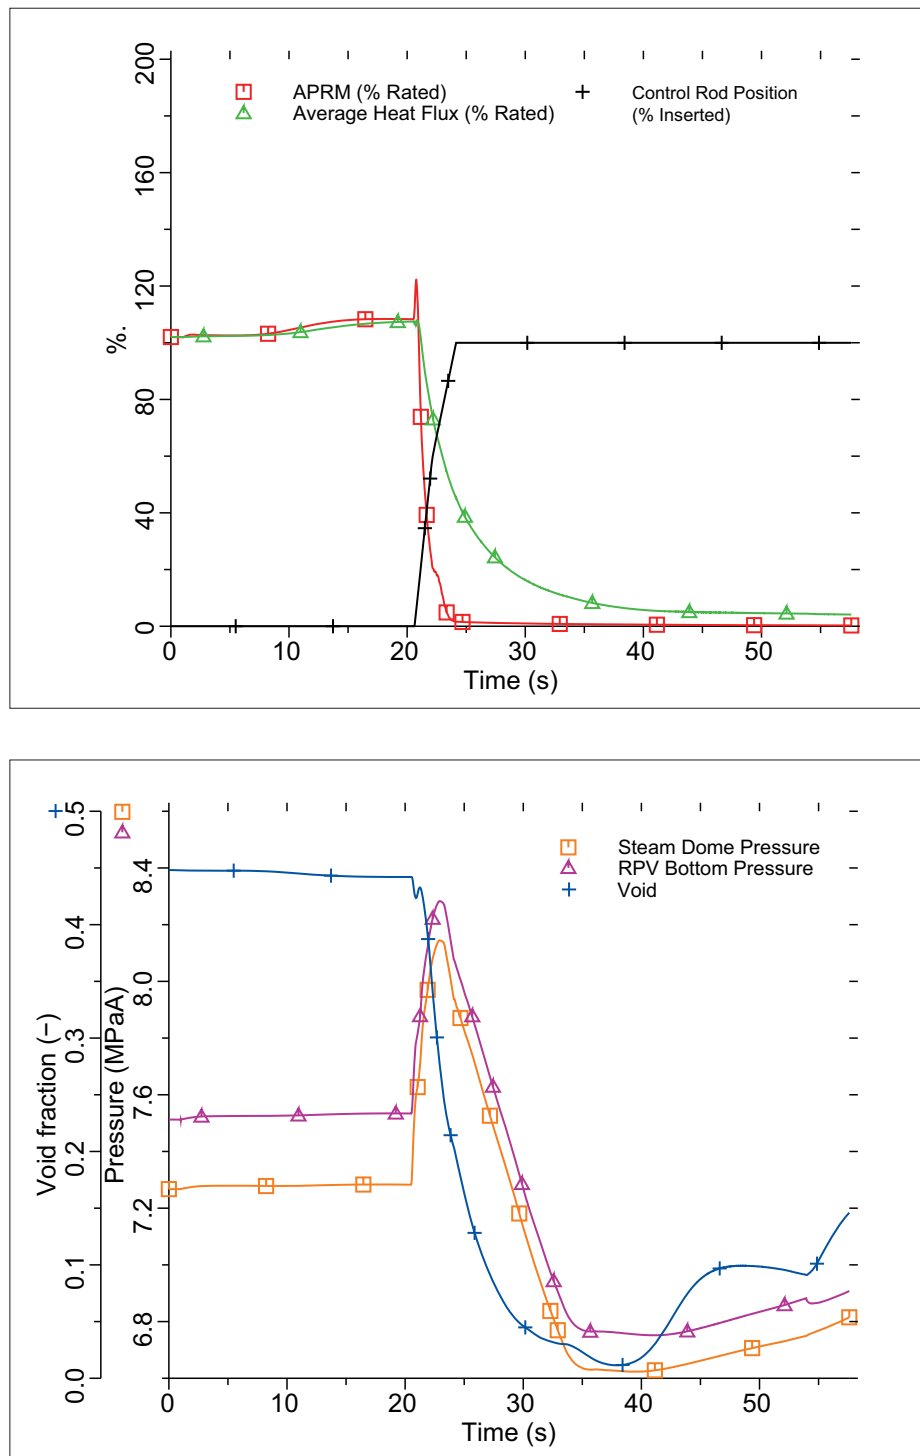 200
160
120
80
40
0
%.
APRM (% Rated)
Average Heat Flux (% Rated)
Control Rod Position
(% Inserted)
0 10 20 30 40 50
Time (s)
0.5
0.4
0.3
0.2
0.1
0.0
Void fraction (−)
8.4
8.0
7.6
7.2
6.8
Pressure (MPaA)
Steam Dome Pressure
RPV Bottom Pressure
Void
0 10 20 30 40 50
Time (s)